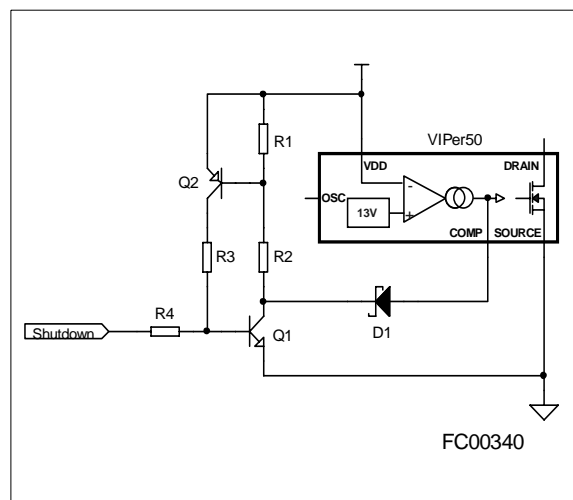 VIPer50
R1
VDD
DRAIN
Q2
-
OSC
13V
+
COMP
SOURCE
R3
R2
D1
R4
Shutdown
Q1
FC00340